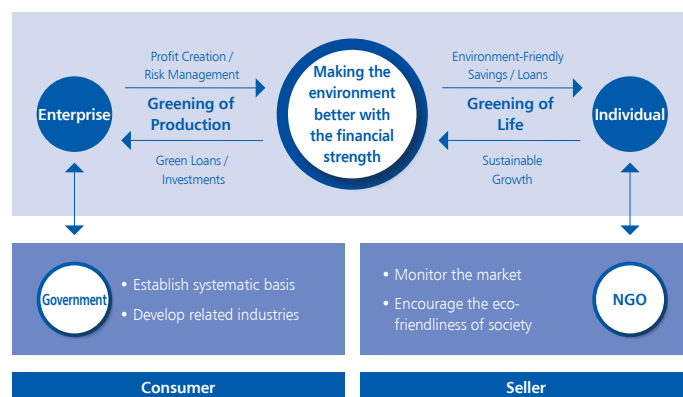 Profit Creation /
Risk Management
Enterprise
Greening of
Production
Green Loans /
Investments
Making the
environment
better with
the financial
strength
Environment-Friendly
Savings / Loans
Greening of
Life
Sustainable
Growth
Individual
Government
• Establish systematic basis
• Develop related industries
• Monitor the market
• Encourage the eco-
friendliness of society
NGO
Consumer
Seller